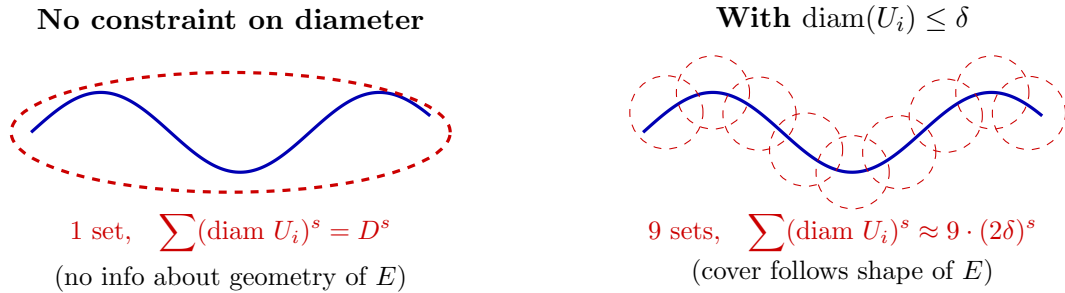 No constraint on diameter
1 set, ∑(diam U_i)^s = D^s
(no info about geometry of E)
With diam(U_i) ≤ δ
9 sets, ∑(diam U_i)^s ≈ 9 · (2δ)^s
(cover follows shape of E)